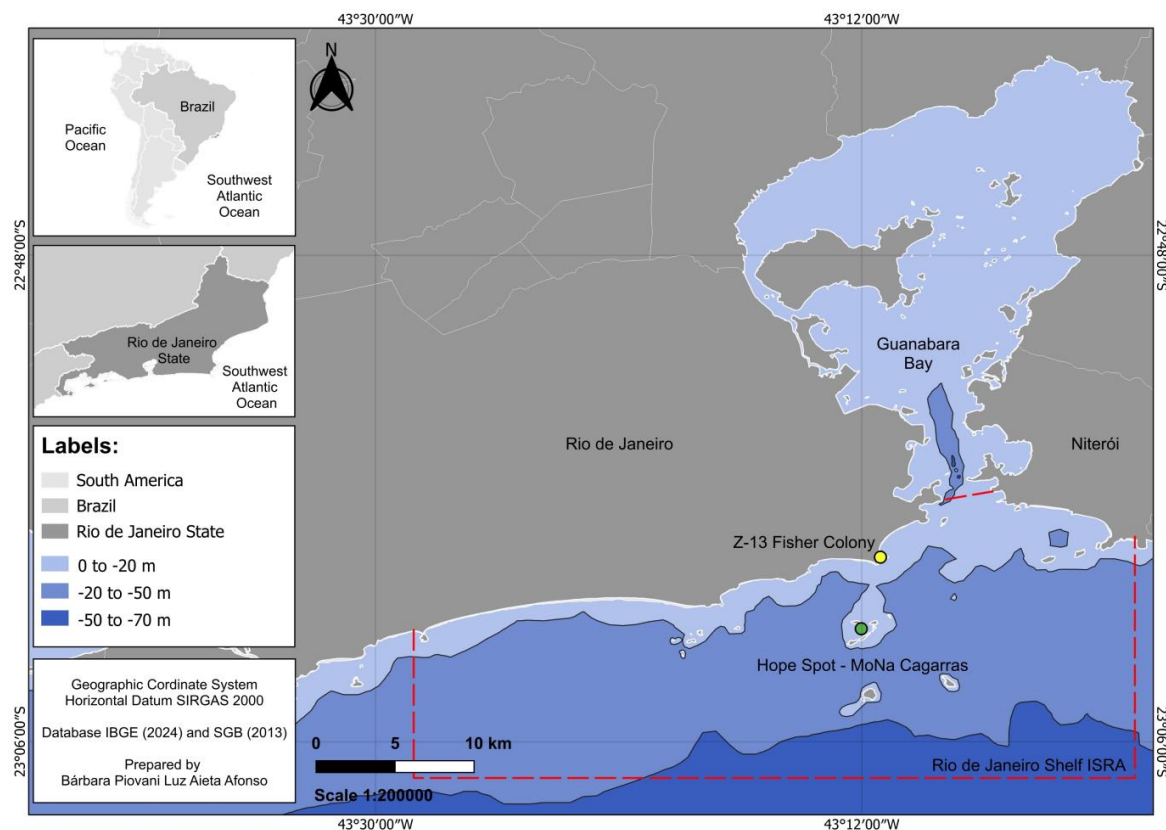 43°30'00"W
43°12'00"W
N
Brazil
Pacific
Ocean
Southwest
Atlantic
Ocean
22°48'00"S
22°48'00"S
Rio de Janeiro
State
Southwest
Atlantic
Ocean
Guanabara
Bay
Labels:
South America
Brazil
Rio de Janeiro State
0 to -20 m
-20 to -50 m
-50 to -70 m
Rio de Janeiro
Niterói
Z-13 Fisher Colony
Hope Spot - MoNa Cagarras
Geographic Cordinate System
Horizontal Datum SIRGAS 2000
Database IBGE (2024) and SGB (2013)
Prepared by
Bárbara Piovani Luz Aieta Afonso
23°06'00"S
23°06'00"S
0 5 10 km
Scale 1:200000
Rio de Janeiro Shelf ISRA
43°30'00"W
43°12'00"W